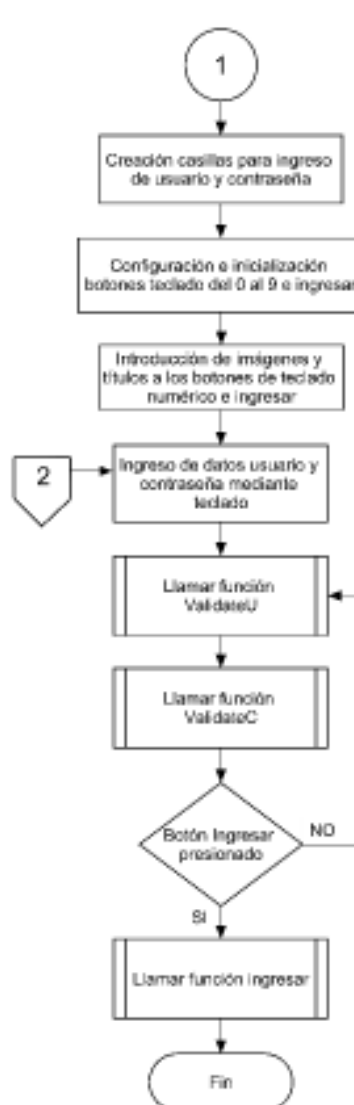 1
Creación casillas para ingreso
de usuario y contraseña
Configuración e inicialización
botones teclado del 0 al 9 e ingresar
Introducción de imágenes y
títulos a los botones de teclado
numérico e ingresar
2
Ingreso de datos usuario y
contraseña mediante
teclado
Llamar función
ValidateU
Llamar función
ValidateC
Botón Ingresar
presionado
NO
SI
Llamar función ingresar
Fin